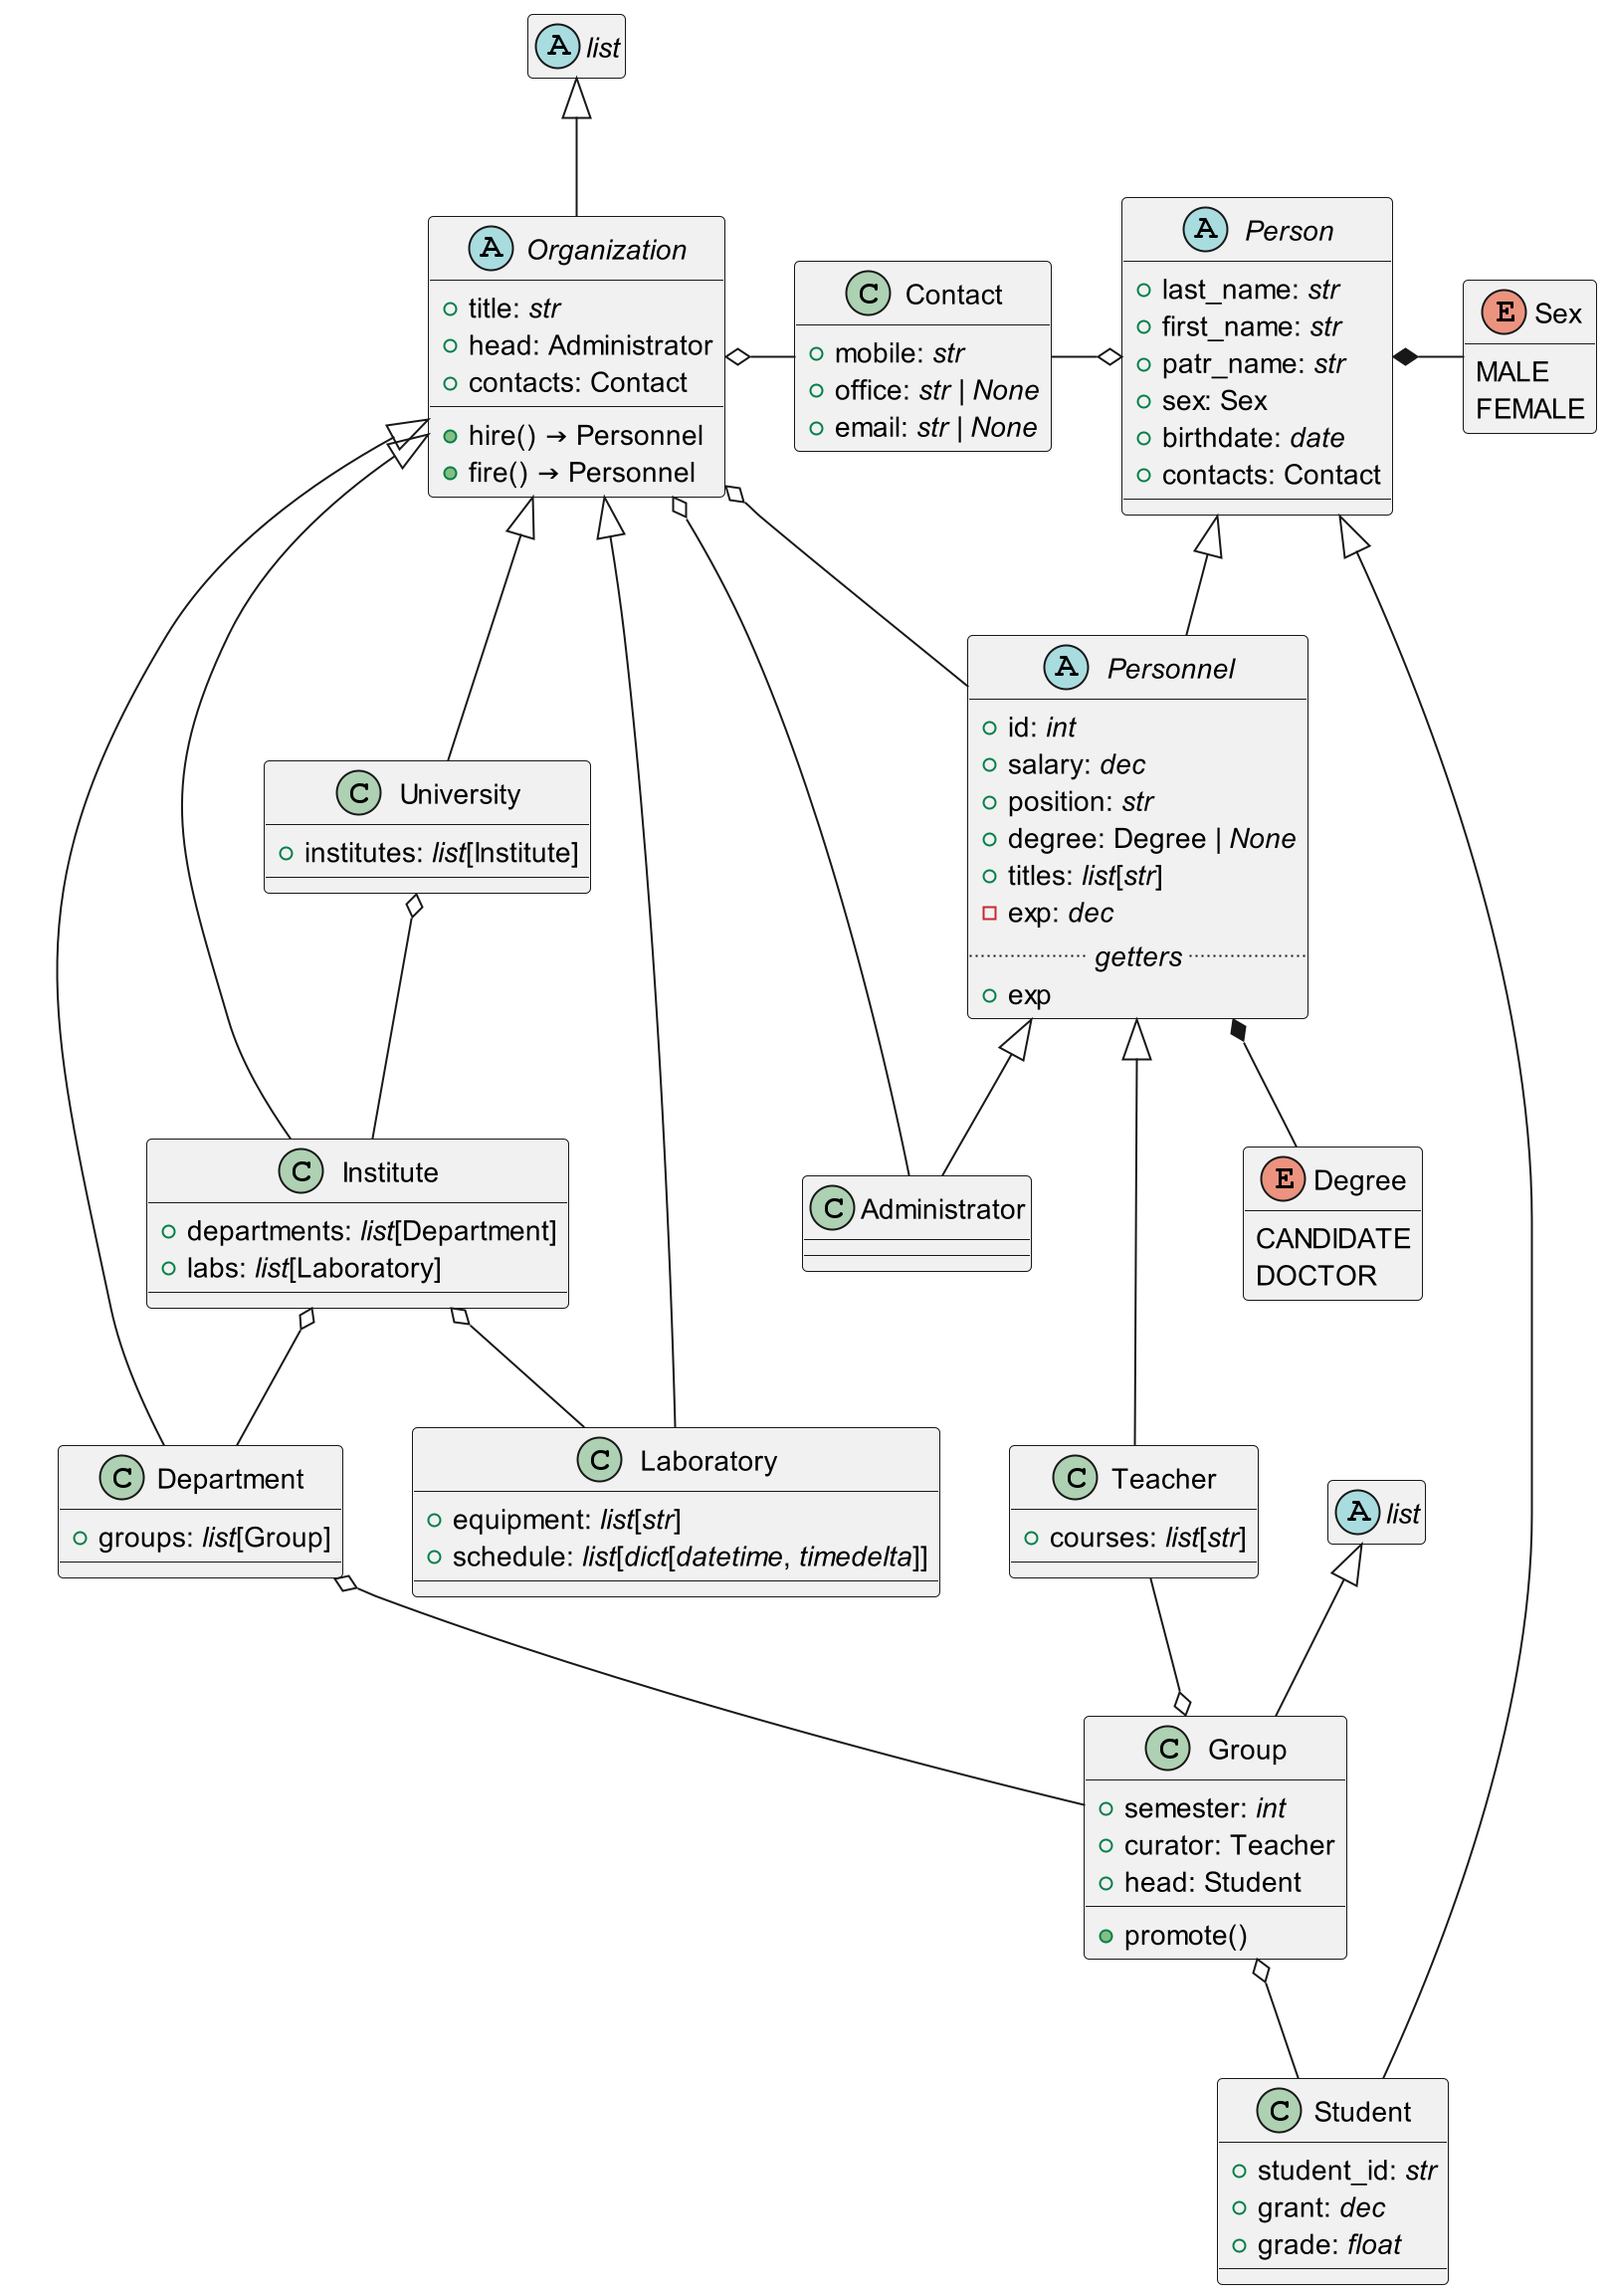 A list
A Organization
title: str
head: Administrator
contacts: Contact
hire() → Personnel
fire() → Personnel
C Contact
mobile: str
office: str | None
email: str | None
A Person
last_name: str
first_name: str
patr_name: str
sex: Sex
birthdate: date
contacts: Contact
E Sex
MALE
FEMALE
A Personnel
id: int
salary: dec
position: str
degree: Degree | None
titles: list[str]
exp: dec
getters
exp
C University
institutes: list[Institute]
C Institute
departments: list[Department]
labs: list[Laboratory]
C Administrator
E Degree
CANDIDATE
DOCTOR
C Department
groups: list[Group]
C Laboratory
equipment: list[str]
schedule: list[dict[datetime, timedelta]]
C Teacher
courses: list[str]
A list
C Group
semester: int
curator: Teacher
head: Student
promote()
C Student
student_id: str
grant: dec
grade: float